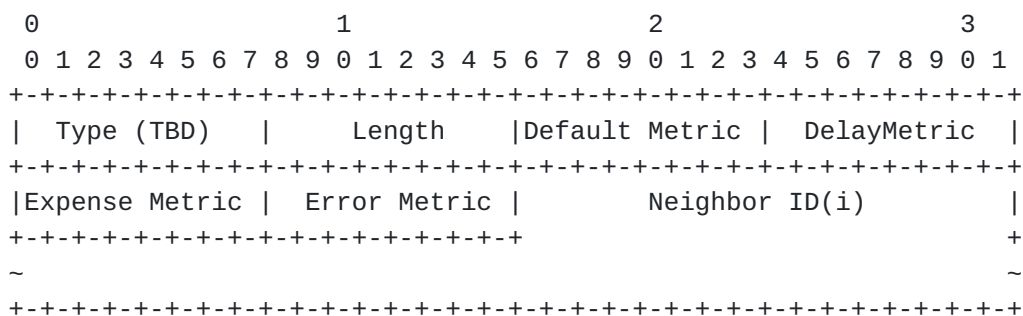 0                   1                   2                   3
 0 1 2 3 4 5 6 7 8 9 0 1 2 3 4 5 6 7 8 9 0 1 2 3 4 5 6 7 8 9 0 1
+-+-+-+-+-+-+-+-+-+-+-+-+-+-+-+-+-+-+-+-+-+-+-+-+-+-+-+-+-+-+-+-+
|  Type (TBD)   |     Length    |Default Metric |  DelayMetric  |
+-+-+-+-+-+-+-+-+-+-+-+-+-+-+-+-+-+-+-+-+-+-+-+-+-+-+-+-+-+-+-+-+
|Expense Metric |  Error Metric |        Neighbor ID(i)         |
+-+-+-+-+-+-+-+-+-+-+-+-+-+-+-+-+                               +
~                                                               ~
+-+-+-+-+-+-+-+-+-+-+-+-+-+-+-+-+-+-+-+-+-+-+-+-+-+-+-+-+-+-+-+-+